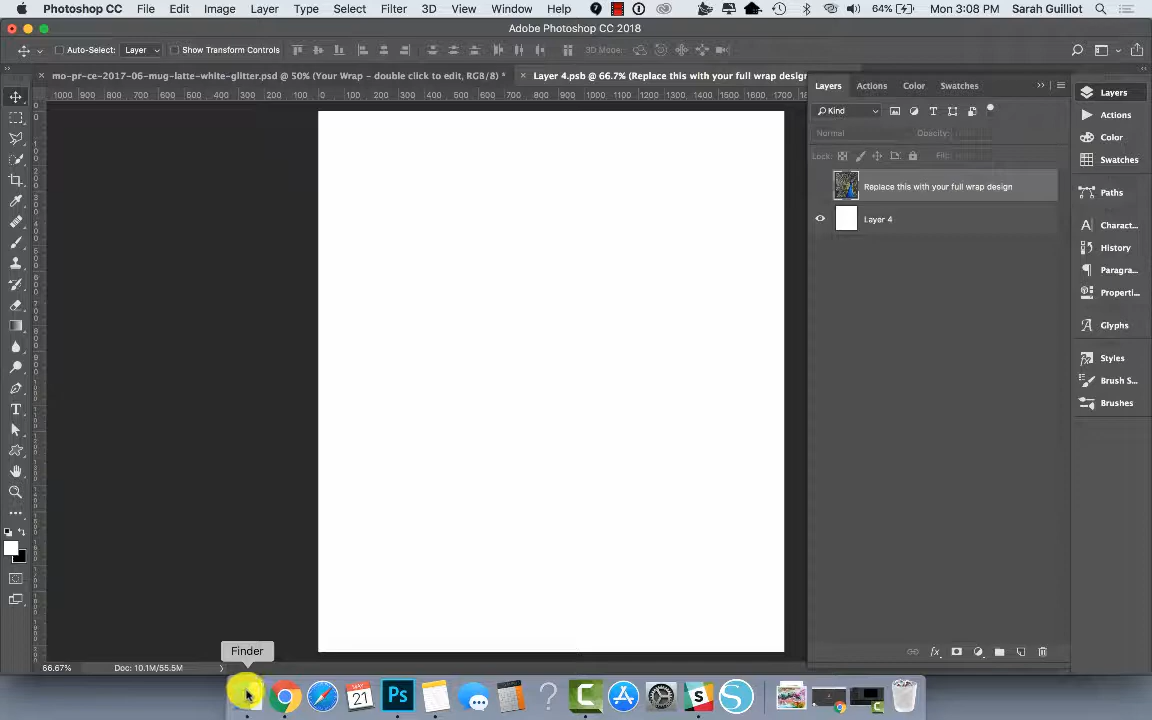 Photoshop CC File Edit Image Layer Type Select Filter 3D View Window Help 64% Mon 3:08 PM Sarah Guilliot
Adobe Photoshop CC 2018
Auto-Select: Layer Show Transform Controls 3D Mode:
mo-pr-ce-2017-06-mug-latte-white-glitter.psd @ 50% (Your Wrap - double click to edit, RGB/8) *
Layer 4.psb @ 66.7% (Replace this with your full wrap design
1000 900 800 700 600 500 400 300 200 100 0 100 200 300 400 500 600 700 800 900 1000 1100 1200 1300 1400 1500 1600 1700
Layers Actions Color Swatches
Kind
Normal Opacity:
Lock: Fill:
Replace this with your full wrap design
Layer 4
Layers
Actions
Color
Swatches
Paths
Charact...
History
Paragra...
Properti...
Glyphs
Styles
Brush S...
Brushes
66.67% Doc: 10.1M/55.5M
Finder
MAY
21
Ps
S